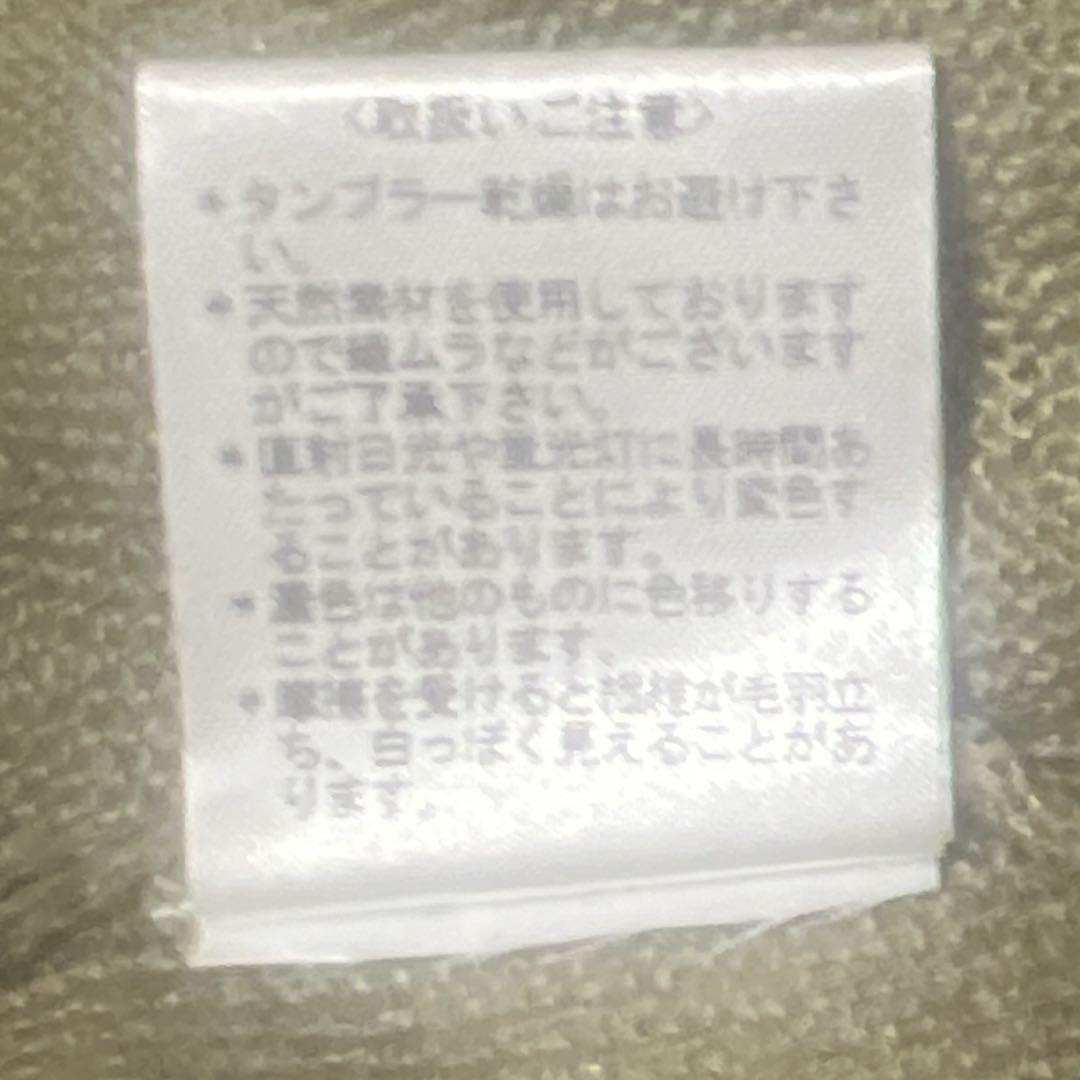 〈取扱いご注意〉
*タンブラー乾燥はお避け下さ
い。
*天然素材を使用しております
ので織ムラなどがございます
がご了承下さい。
*直射日光や蛍光灯に長時間あ
たっていることにより変色す
ることがあります。
*濃色は他のものに色移りする
ことがあります。
*摩擦を受けると繊維が毛羽立
ち、白っぽく見えることがあ
ります。